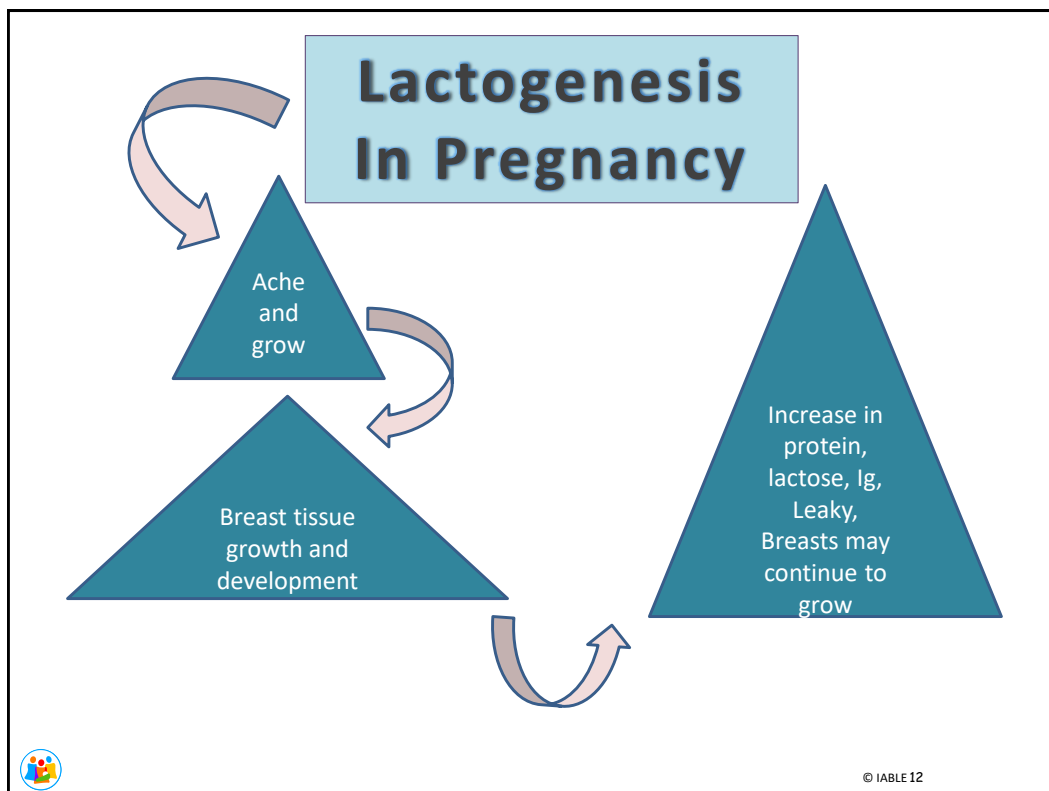 Lactogenesis
In Pregnancy
Ache
and
grow
Breast tissue
growth and
development
Increase in
protein,
lactose, Ig,
Leaky,
Breasts may
continue to
grow
© IABLE 12